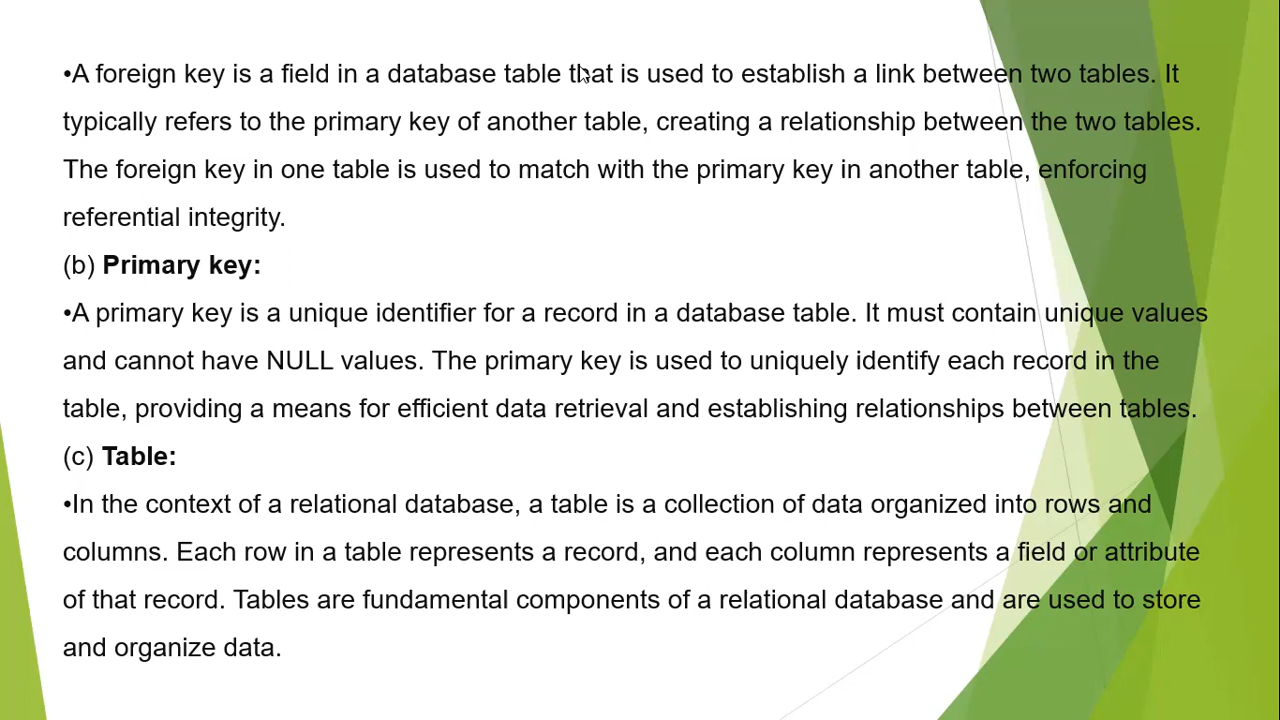 •A foreign key is a field in a database table that is used to establish a link between two tables. It
typically refers to the primary key of another table, creating a relationship between the two tables.
The foreign key in one table is used to match with the primary key in another table, enforcing
referential integrity.
(b) Primary key:
•A primary key is a unique identifier for a record in a database table. It must contain unique values
and cannot have NULL values. The primary key is used to uniquely identify each record in the
table, providing a means for efficient data retrieval and establishing relationships between tables.
(c) Table:
•In the context of a relational database, a table is a collection of data organized into rows and
columns. Each row in a table represents a record, and each column represents a field or attribute
of that record. Tables are fundamental components of a relational database and are used to store
and organize data.